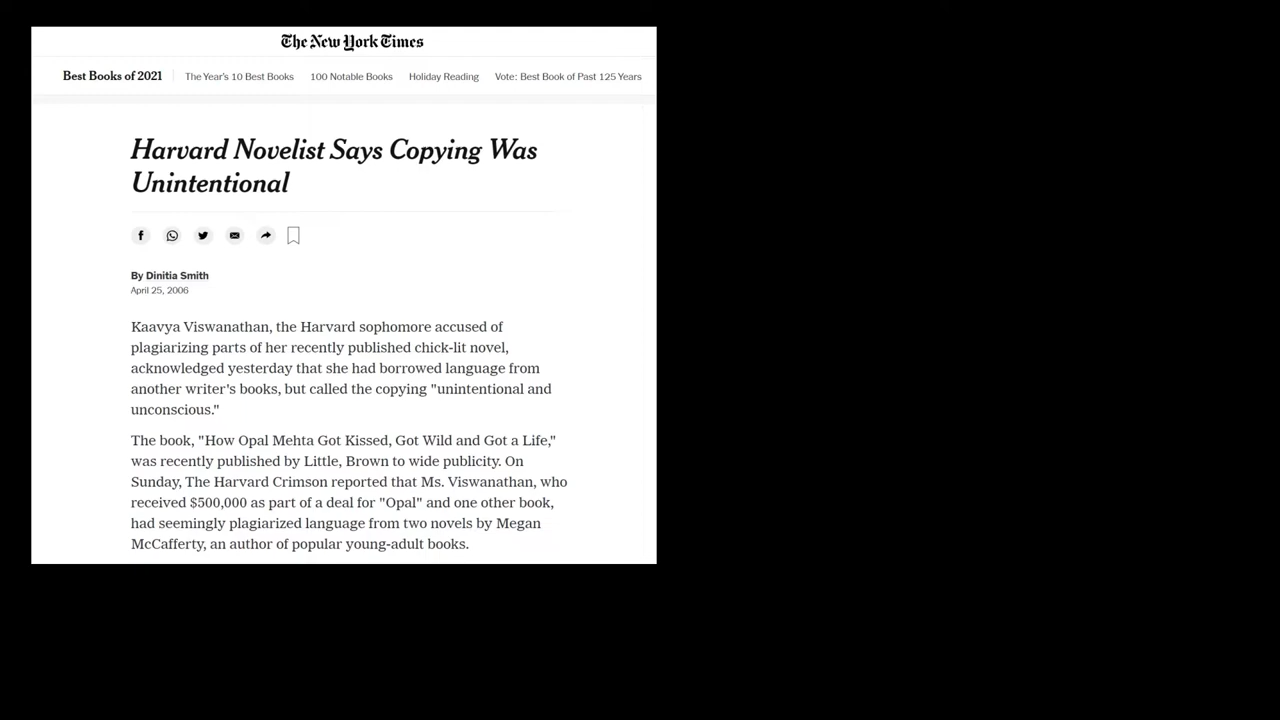 The New York Times
Best Books of 2021 The Year's 10 Best Books 100 Notable Books Holiday Reading Vote: Best Book of Past 125 Years
Harvard Novelist Says Copying Was
Unintentional
By Dinitia Smith
April 25, 2006
Kaavya Viswanathan, the Harvard sophomore accused of
plagiarizing parts of her recently published chick-lit novel,
acknowledged yesterday that she had borrowed language from
another writer's books, but called the copying "unintentional and
unconscious."
The book, "How Opal Mehta Got Kissed, Got Wild and Got a Life,"
was recently published by Little, Brown to wide publicity. On
Sunday, The Harvard Crimson reported that Ms. Viswanathan, who
received $500,000 as part of a deal for "Opal" and one other book,
had seemingly plagiarized language from two novels by Megan
McCafferty, an author of popular young-adult books.